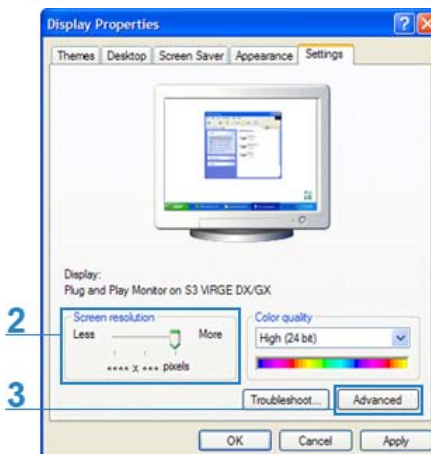 Display Properties
Themes Desktop Screen Saver Appearance Settings
Display:
Plug and Play Monitor on S3 ViRGE DX/GX
2
Screen resolution
Less More
**** x *** pixels
Color quality
High (24 bit)
3
Troubleshoot... Advanced
OK Cancel Apply